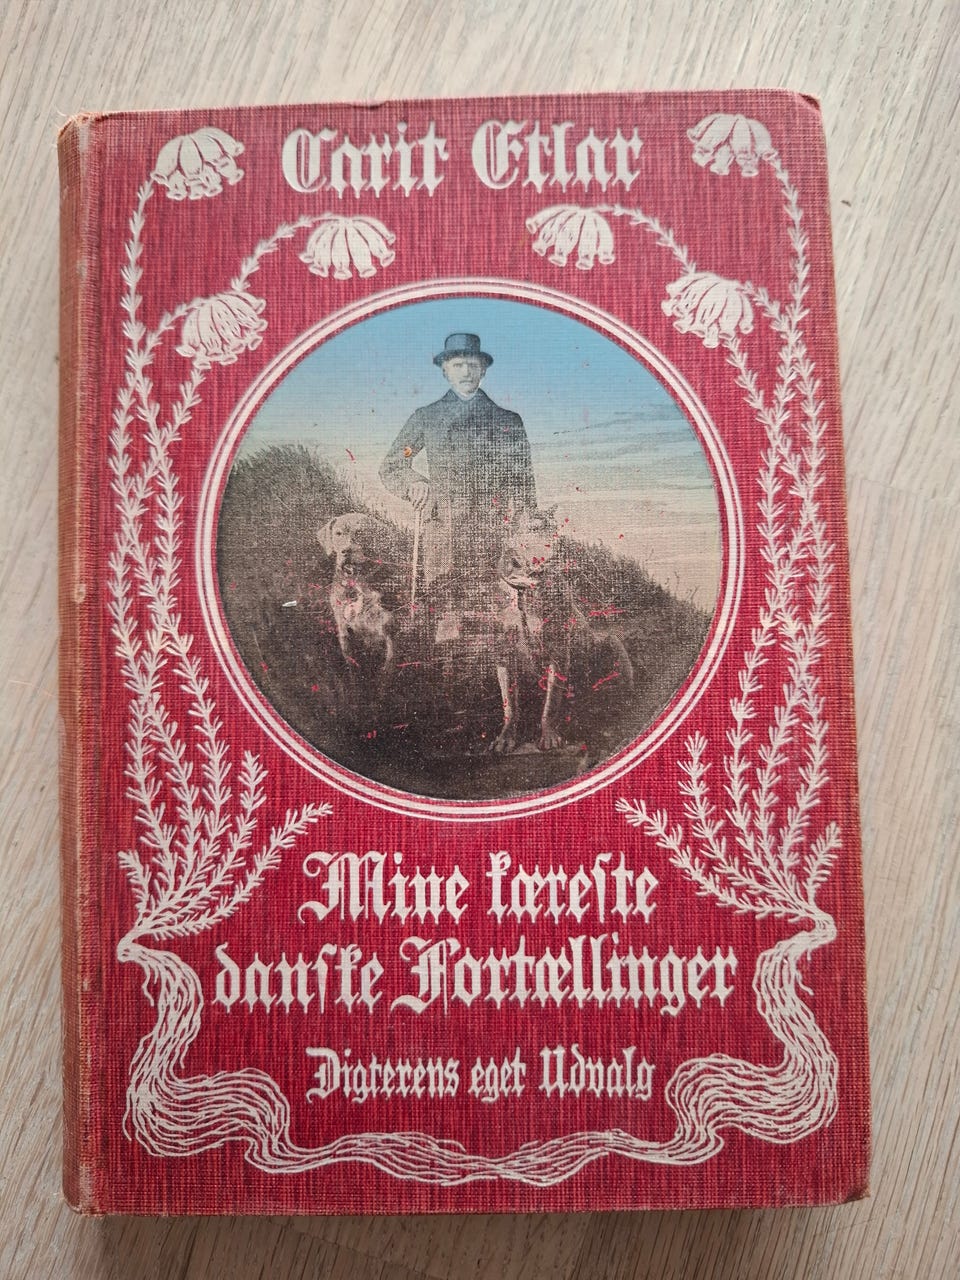 Carit Etlar
Mine kæreſte
danſke Fortællinger
Digterens eget Udvalg